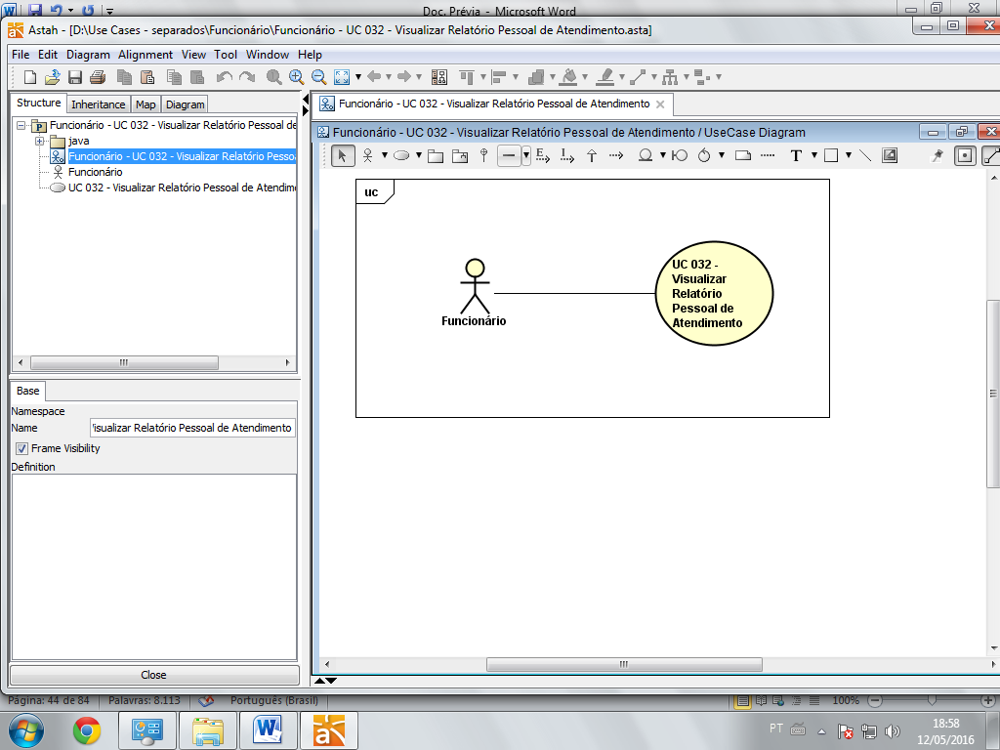 Doc. Prévia - Microsoft Word
Astah - [D:\Use Cases - separados\Funcionário\Funcionário - UC 032 - Visualizar Relatório Pessoal de Atendimento.asta]
File Edit Diagram Alignment View Tool Window Help
Structure Inheritance Map Diagram
Funcionário - UC 032 - Visualizar Relatório Pessoal de
java
Funcionário - UC 032 - Visualizar Relatório Pesso
Funcionário
UC 032 - Visualizar Relatório Pessoal de Atendim
Base
Namespace
Name isualizar Relatório Pessoal de Atendimento
Frame Visibility
Definition
Close
Funcionário - UC 032 - Visualizar Relatório Pessoal de Atendimento
Funcionário - UC 032 - Visualizar Relatório Pessoal de Atendimento / UseCase Diagram
T
uc
Funcionário
UC 032 -
Visualizar
Relatório
Pessoal de
Atendimento
Página: 44 de 84 Palavras: 8.113 Português (Brasil) 100%
PT 18:58
12/05/2016